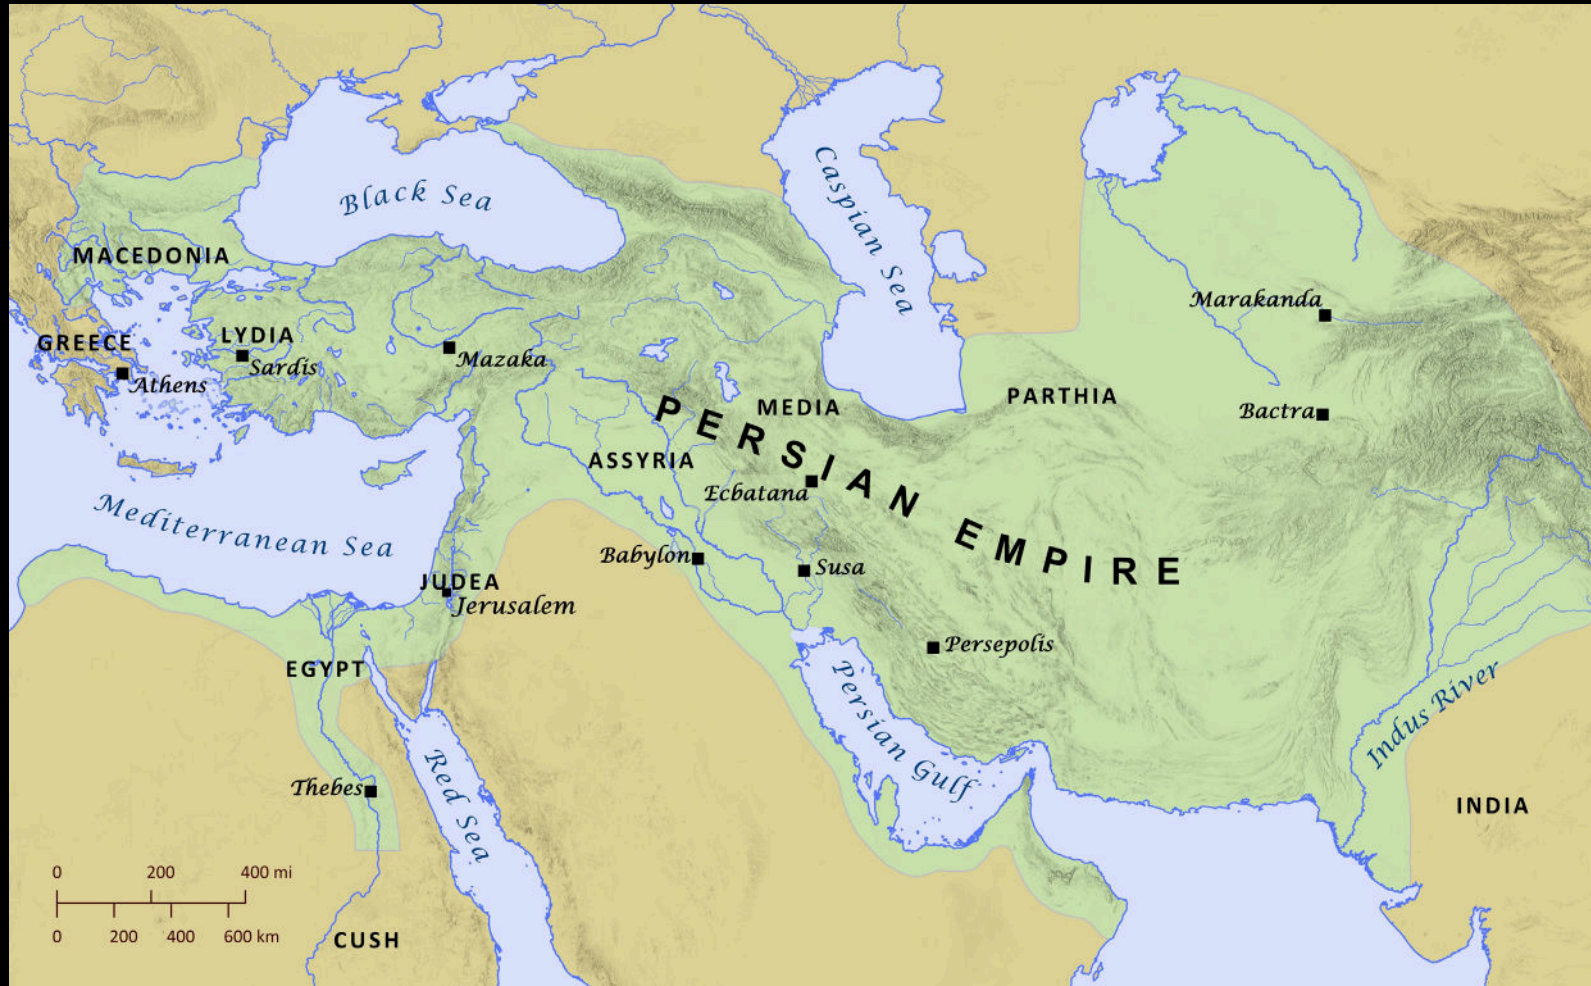 Black Sea
Caspian Sea
MACEDONIA
Marakanda
GREECE
LYDIA
Sardis
Mazaka
Athens
PARTHIA
MEDIA
Bactra
PERSIAN EMPIRE
ASSYRIA
Ecbatana
Mediterranean Sea
Babylon
Susa
JUDEA
Jerusalem
Persepolis
EGYPT
Persian Gulf
Indus River
Thebes
Red Sea
INDIA
0 200 400 mi
0 200 400 600 km
CUSH